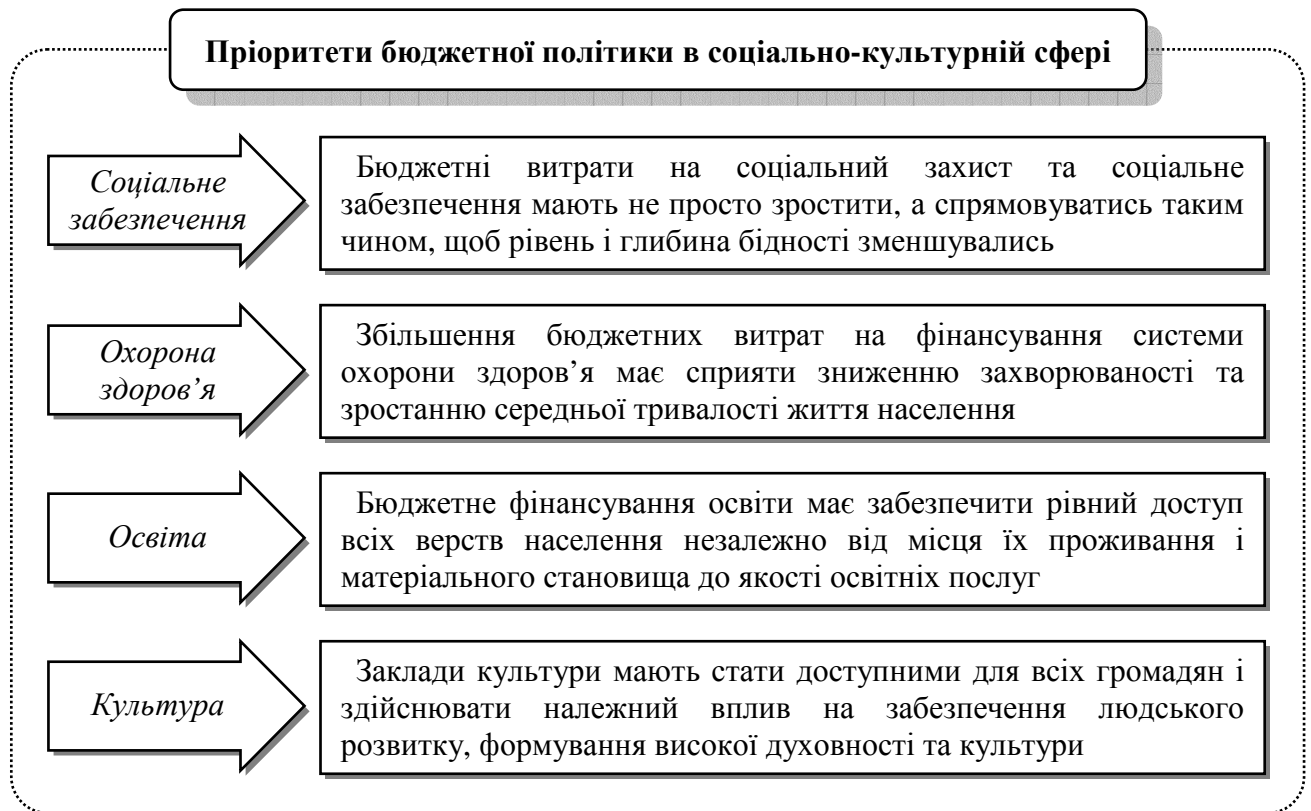 Пріоритети бюджетної політики в соціально-культурній сфері
Соціальне
забезпечення
Бюджетні витрати на соціальний захист та соціальне
забезпечення мають не просто зростити, а спрямовуватись таким
чином, щоб рівень і глибина бідності зменшувались
Охорона
здоров’я
Збільшення бюджетних витрат на фінансування системи
охорони здоров’я має сприяти зниженню захворюваності та
зростанню середньої тривалості життя населення
Освіта
Бюджетне фінансування освіти має забезпечити рівний доступ
всіх верств населення незалежно від місця їх проживання і
матеріального становища до якості освітніх послуг
Культура
Заклади культури мають стати доступними для всіх громадян і
здійснювати належний вплив на забезпечення людського
розвитку, формування високої духовності та культури